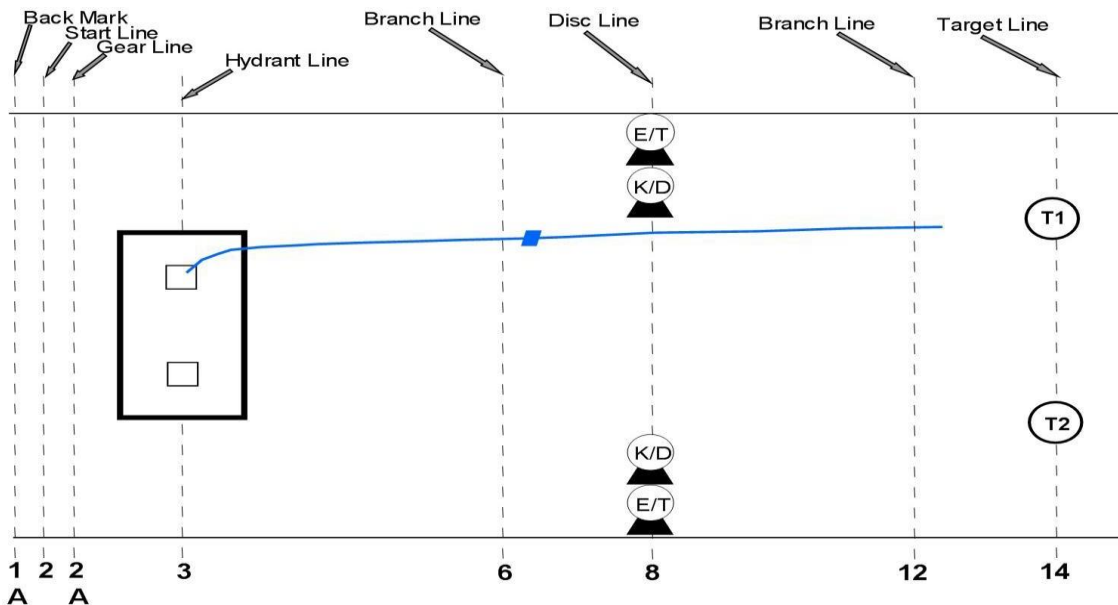 Back Mark
Start Line
Gear Line
Hydrant Line
Branch Line
Disc Line
Branch Line
Target Line
E/T
K/D
T1
T2
K/D
E/T
1 2 2 3 6 8 12 14
A A